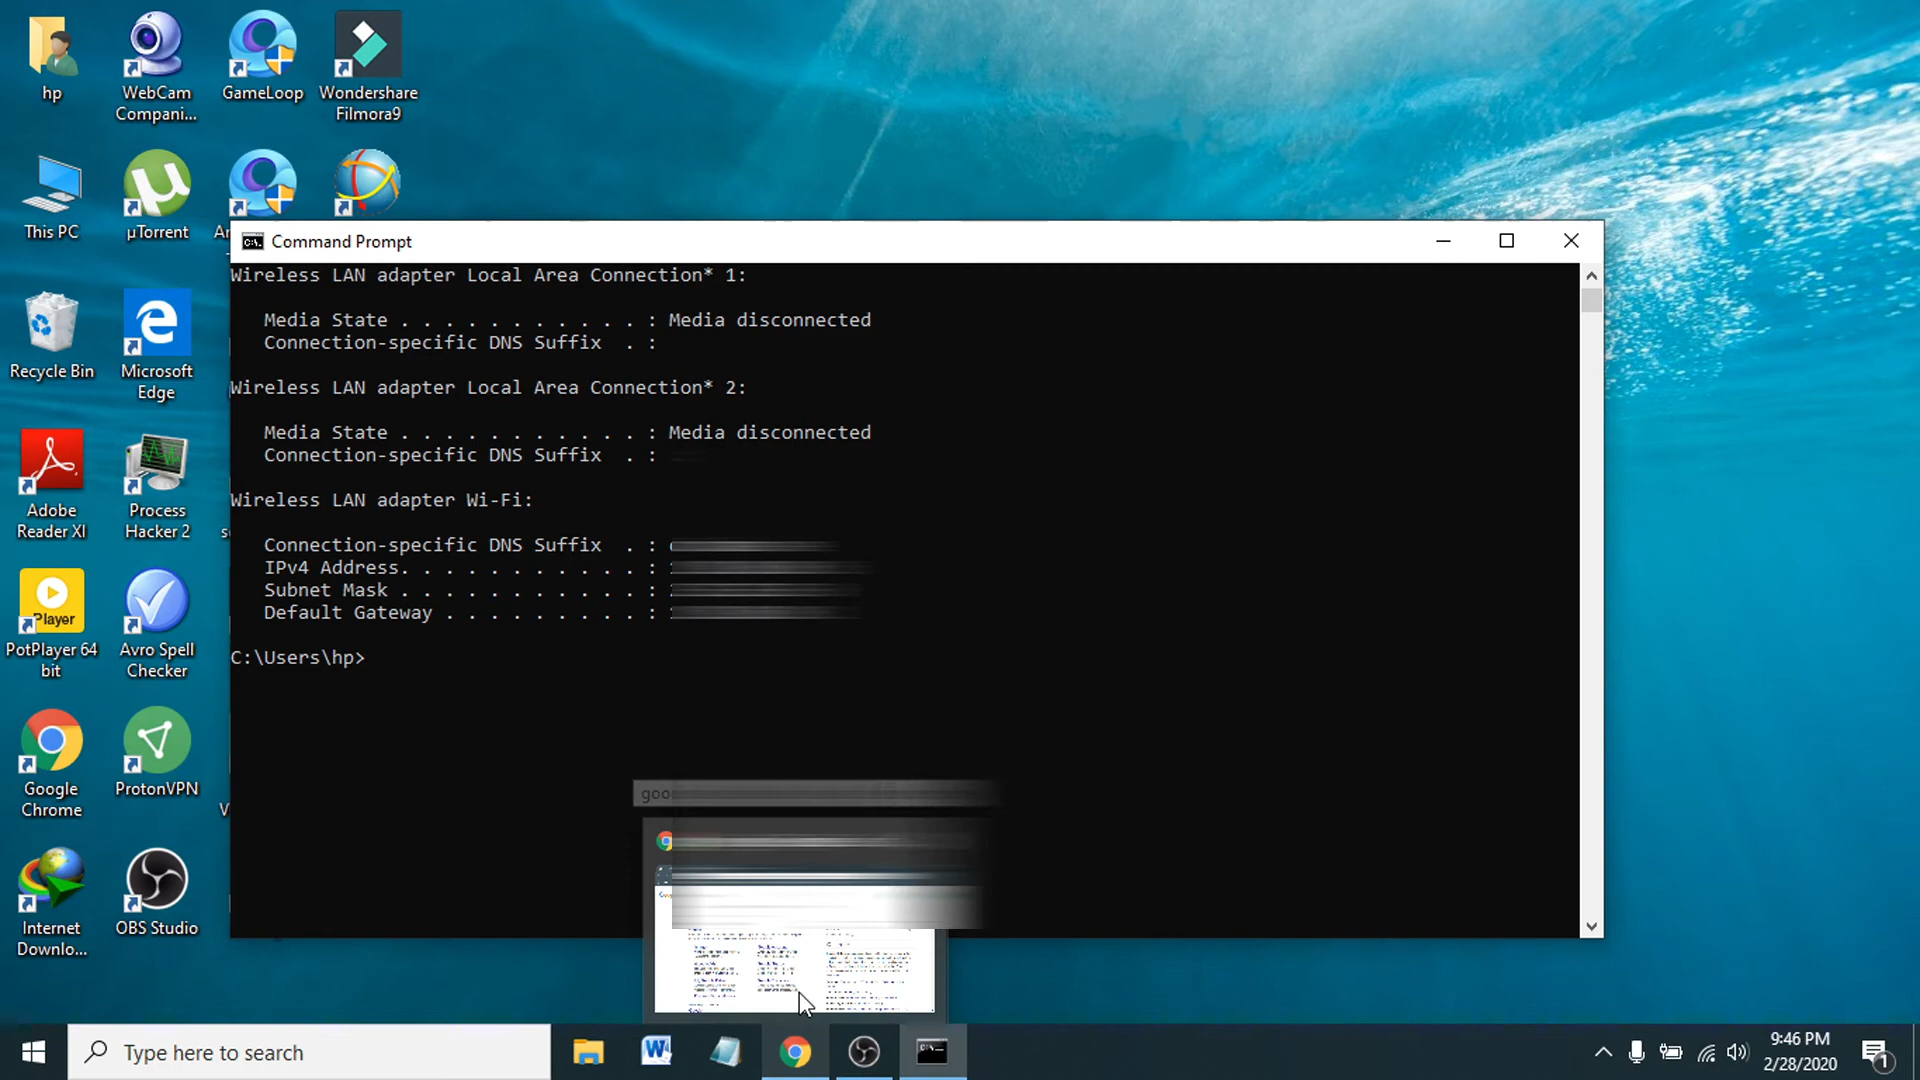 hp
WebCam
Compani...
GameLoop
Wondershare
Filmora9
This PC
µTorrent
Command Prompt
Wireless LAN adapter Local Area Connection* 1:
Media State . . . . . . . . . . . : Media disconnected
Connection-specific DNS Suffix  . :
Wireless LAN adapter Local Area Connection* 2:
Media State . . . . . . . . . . . : Media disconnected
Connection-specific DNS Suffix  . :
Wireless LAN adapter Wi-Fi:
Connection-specific DNS Suffix  . :
IPv4 Address. . . . . . . . . . . :
Subnet Mask . . . . . . . . . . . :
Default Gateway . . . . . . . . . :
C:\Users\hp>
Recycle Bin
Microsoft
Edge
Adobe
Reader XI
Process
Hacker 2
Player
PotPlayer 64
bit
Avro Spell
Checker
Google
Chrome
ProtonVPN
Internet
Downlo...
OBS Studio
goo
Type here to search
9:46 PM
2/28/2020
1